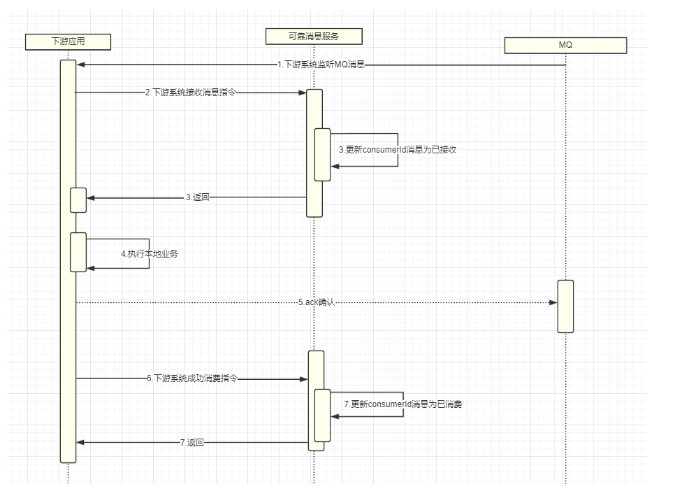 下游应用
可靠消息服务
MQ
1.下游系统监听MQ消息
2.下游系统接收消息指令
3.更新consumerId消息为已接收
3.返回
4.执行本地业务
5.ack确认
6.下游系统成功消费指令
7.更新consumerId消息为已消费
7.返回